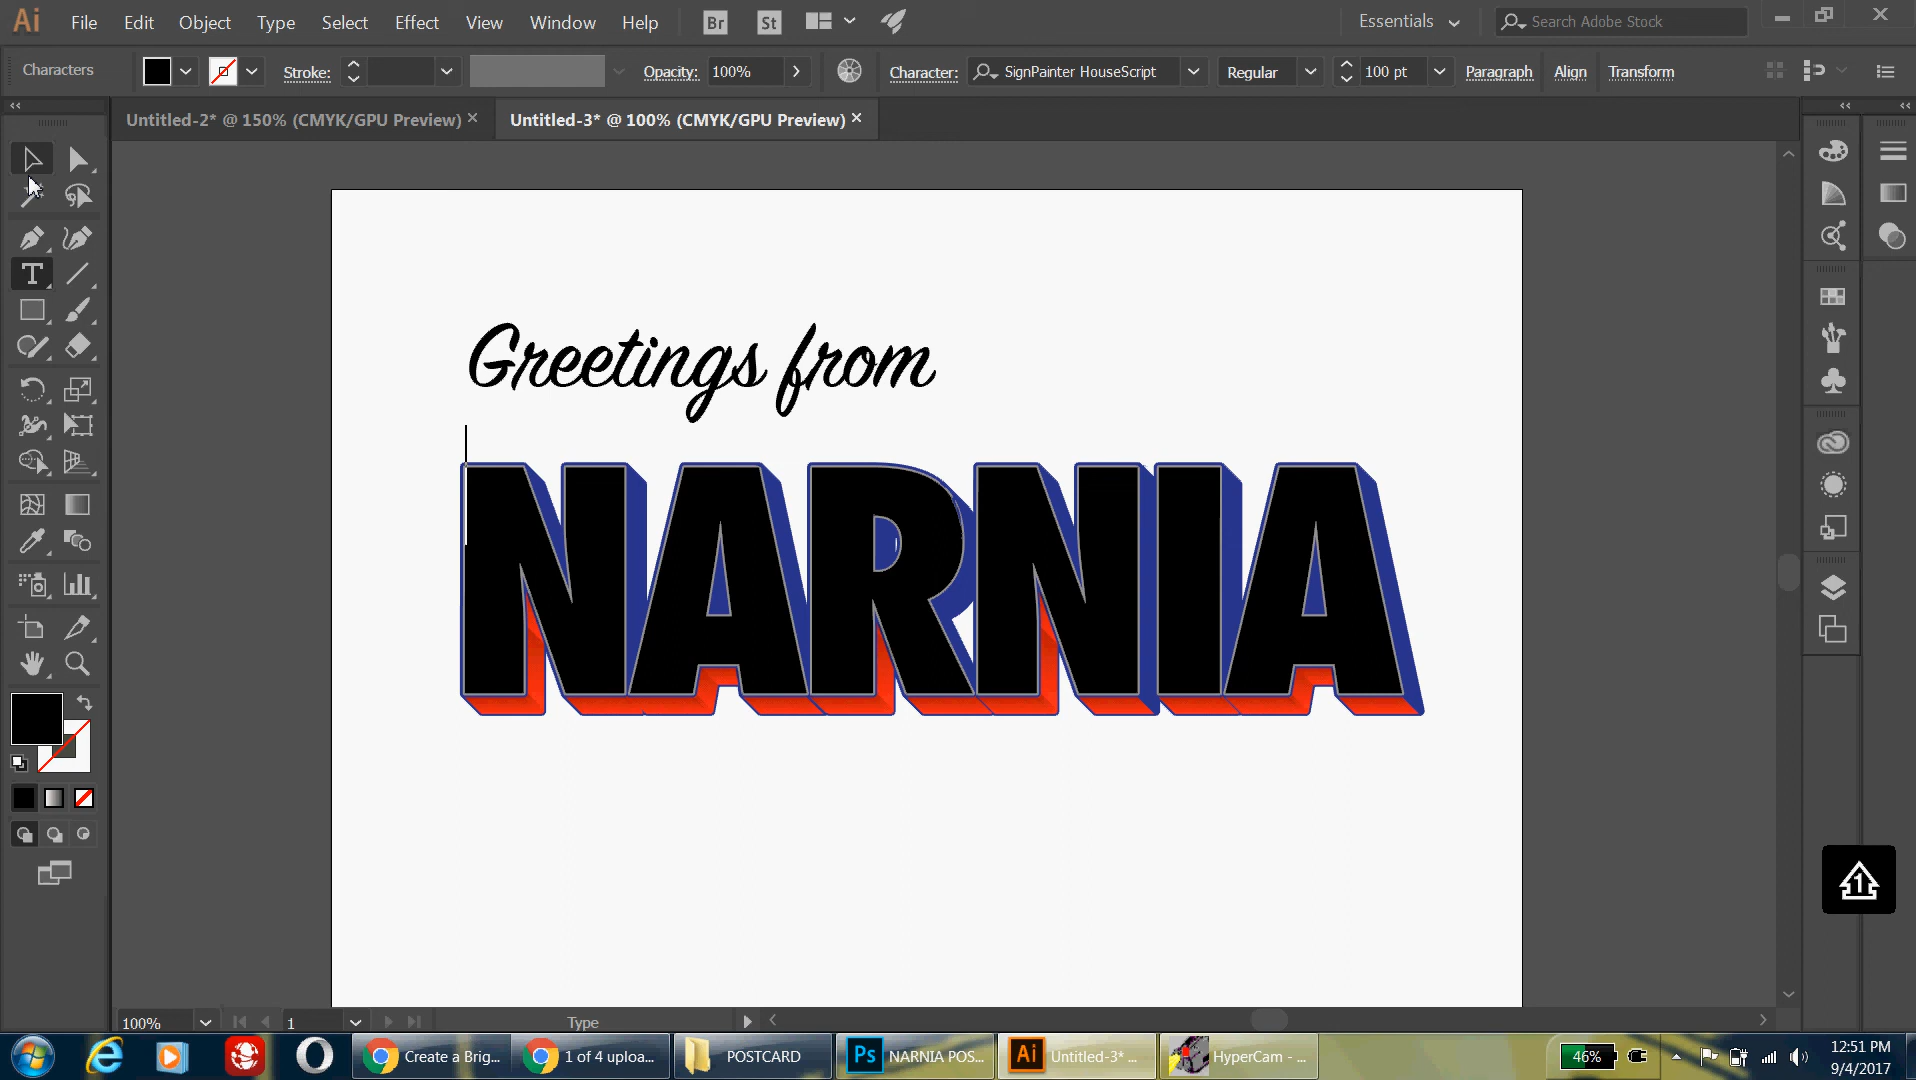 Ai File Edit Object Type Select Effect View Window Help Br St Essentials Search Adobe Stock
Characters Stroke: Opacity: 100% Character: SignPainter HouseScript Regular 100 pt Paragraph Align Transform
Untitled-2* @ 150% (CMYK/GPU Preview) Untitled-3* @ 100% (CMYK/GPU Preview)
Greetings from
NARNIA
100% 1 Type
Create a Brig... 1 of 4 uploa... POSTCARD Ps NARNIA POS... Ai Untitled-3* ... HyperCam - ... 46% 12:51 PM
9/4/2017